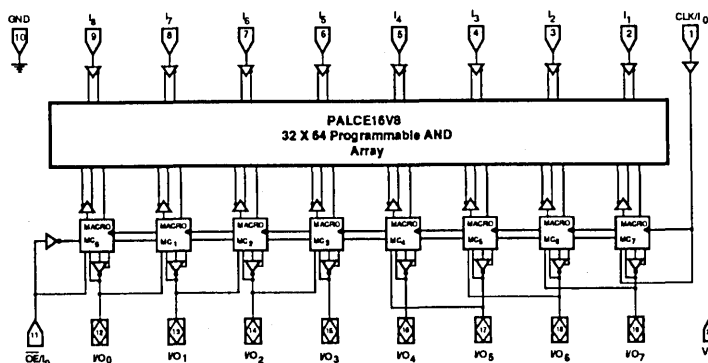 GND I8 I7 I6 I5 I4 I3 I2 I1 CLK/I0
10 9 8 7 6 5 4 3 2 1
PALCE16V8
32 X 64 Programmable AND
Array
MACRO MACRO MACRO MACRO MACRO MACRO MACRO MACRO
MC0 MC1 MC2 MC3 MC4 MC5 MC6 MC7
11 12 13 14 15 16 17 18 19
OE/I9 I/O0 I/O1 I/O2 I/O3 I/O4 I/O5 I/O6 I/O7 V